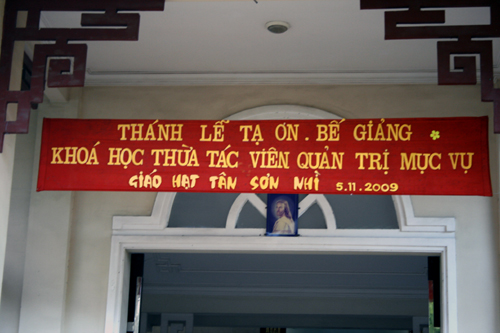 THÁNH LỄ TẠ ƠN. BẾ GIẢNG
KHOÁ HỌC THỪA TÁC VIÊN QUẢN TRỊ MỤC VỤ
GIÁO HẠT TÂN SƠN NHÌ 5.11.2009